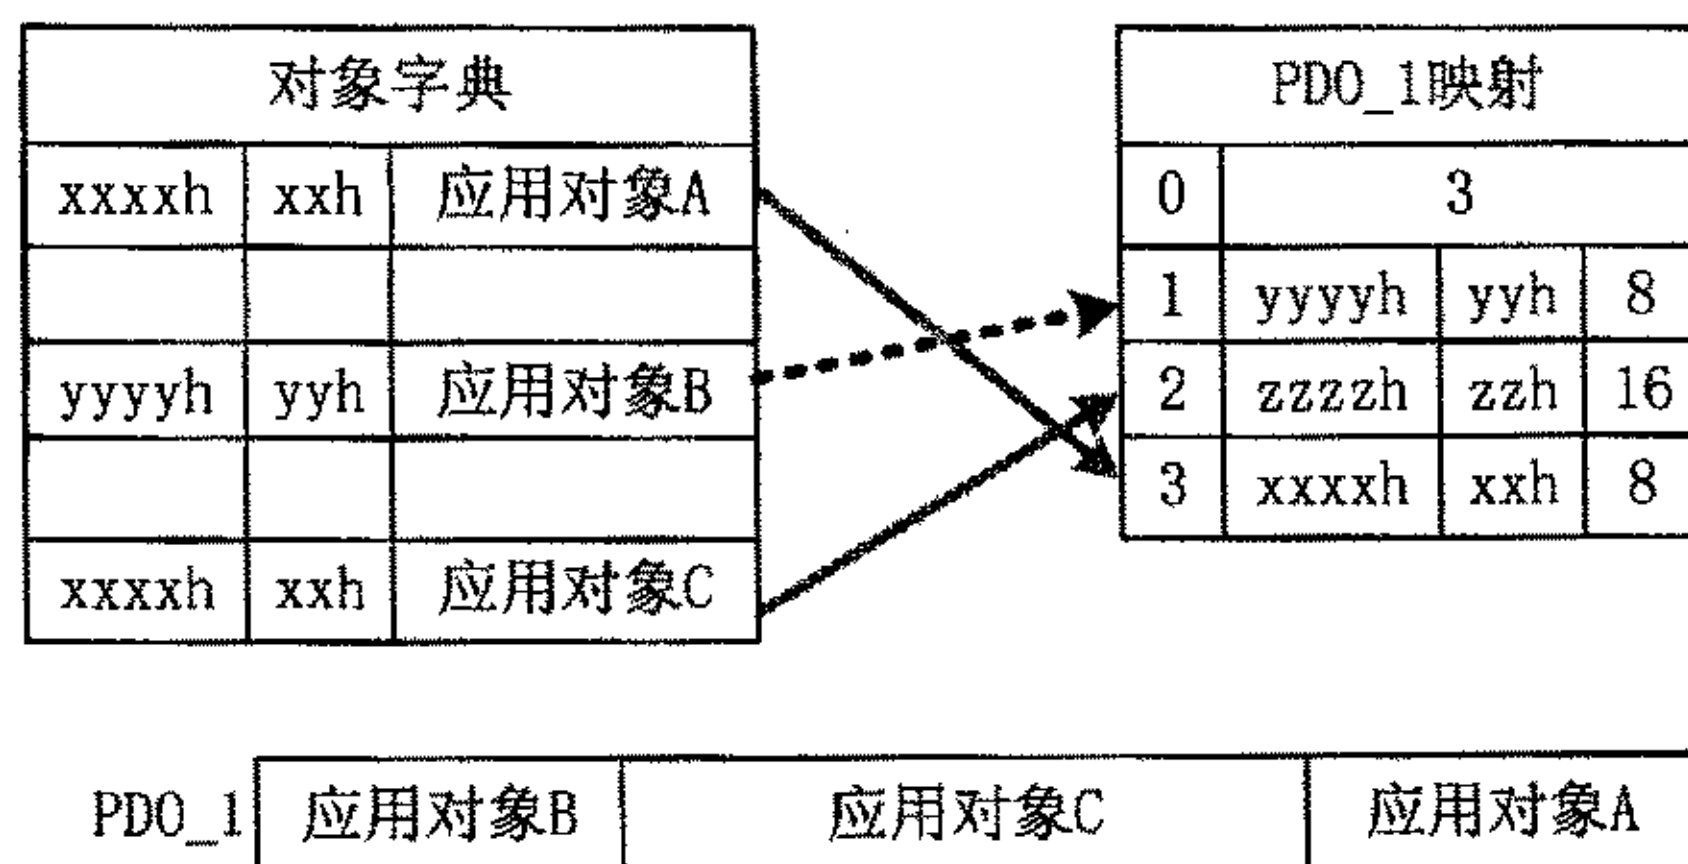 对象字典
xxxxh xxh 应用对象A
yyyyh yyh 应用对象B
xxxxh xxh 应用对象C
PDO_1映射
0 3
1 yyyyh yyh 8
2 zzzzh zzh 16
3 xxxxh xxh 8
PDO_1 应用对象B 应用对象C 应用对象A